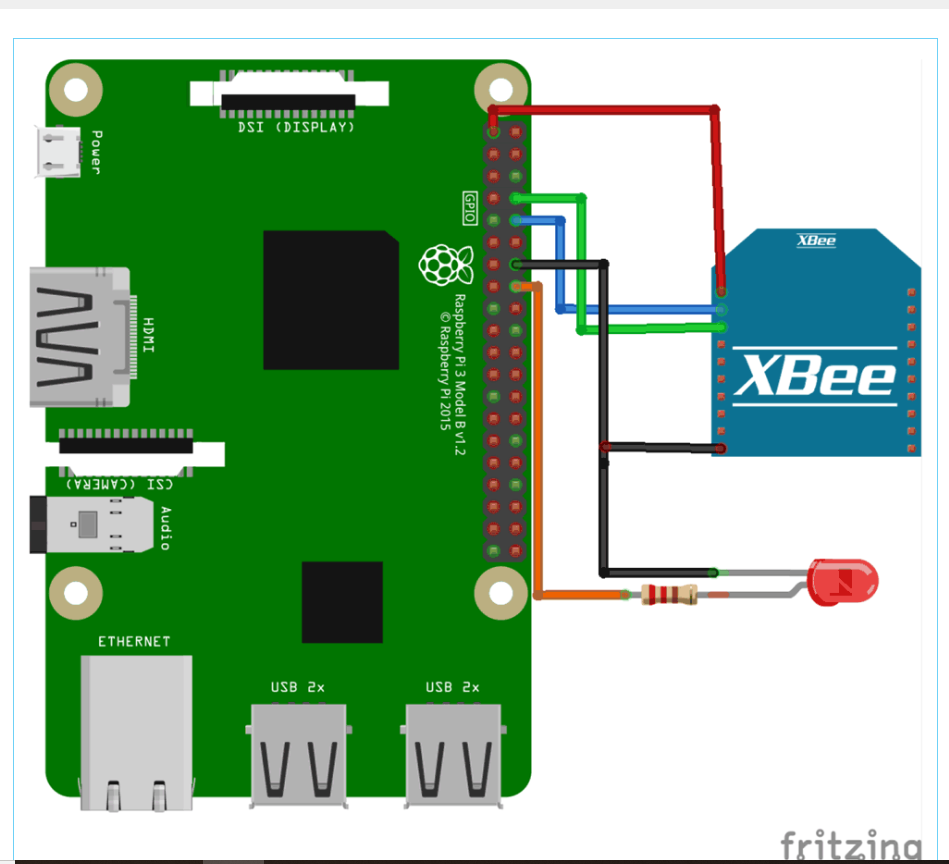 DSI (DISPLAY)
Power
GPIO
XBee
HDMI
Raspberry Pi 3 Model B v1.2
© Raspberry Pi 2015
XBee
CSI (CAMERA)
Audio
ETHERNET
USB 2x
USB 2x
fritzing